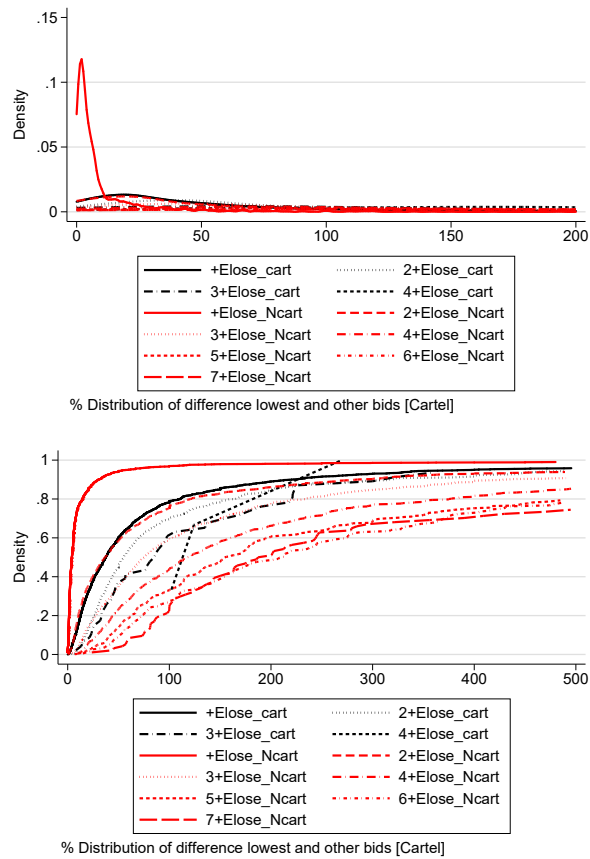 .15
.1
.05
0
Density
0 50 100 150 200
+Elose_cart 2+Elose_cart
3+Elose_cart 4+Elose_cart
+Elose_Ncart 2+Elose_Ncart
3+Elose_Ncart 4+Elose_Ncart
5+Elose_Ncart 6+Elose_Ncart
7+Elose_Ncart
% Distribution of difference lowest and other bids [Cartel]
1
.8
.6
.4
.2
0
Density
0 100 200 300 400 500
+Elose_cart 2+Elose_cart
3+Elose_cart 4+Elose_cart
+Elose_Ncart 2+Elose_Ncart
3+Elose_Ncart 4+Elose_Ncart
5+Elose_Ncart 6+Elose_Ncart
7+Elose_Ncart
% Distribution of difference lowest and other bids [Cartel]